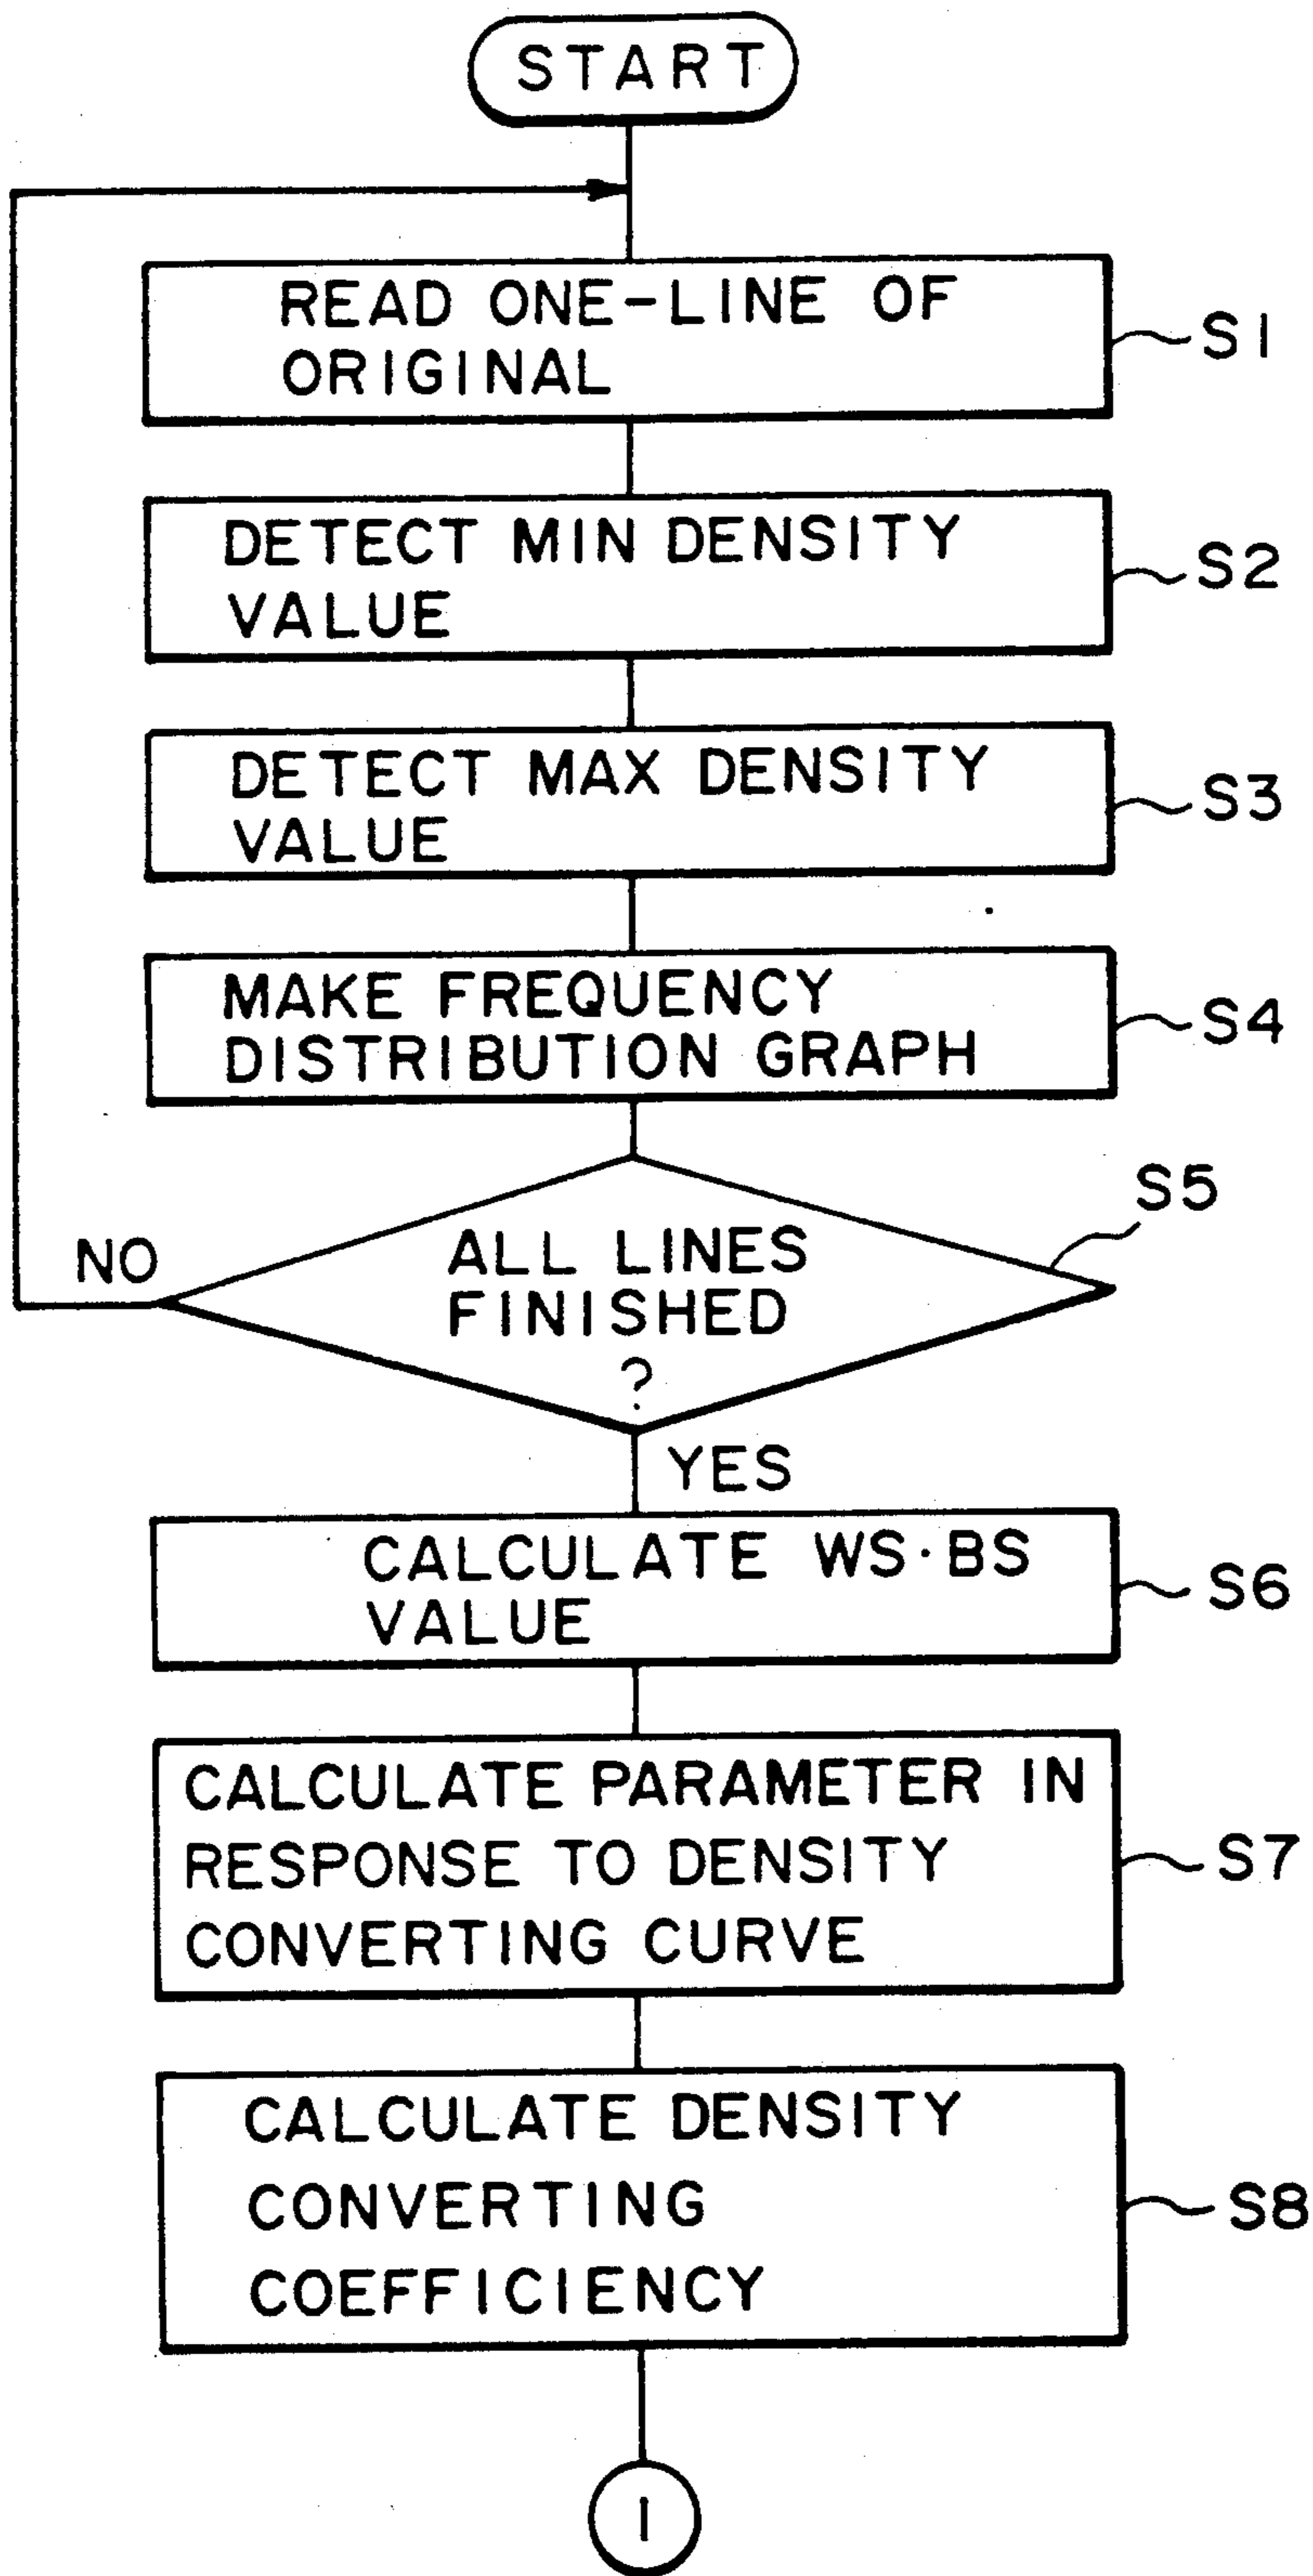 START
READ ONE-LINE OF
ORIGINAL
S1
DETECT MIN DENSITY
VALUE
S2
DETECT MAX DENSITY
VALUE
S3
MAKE FREQUENCY
DISTRIBUTION GRAPH
S4
S5
NO
ALL LINES
FINISHED
?
YES
CALCULATE WS·BS
VALUE
S6
CALCULATE PARAMETER IN
RESPONSE TO DENSITY
CONVERTING CURVE
S7
CALCULATE DENSITY
CONVERTING
COEFFICIENCY
S8
1